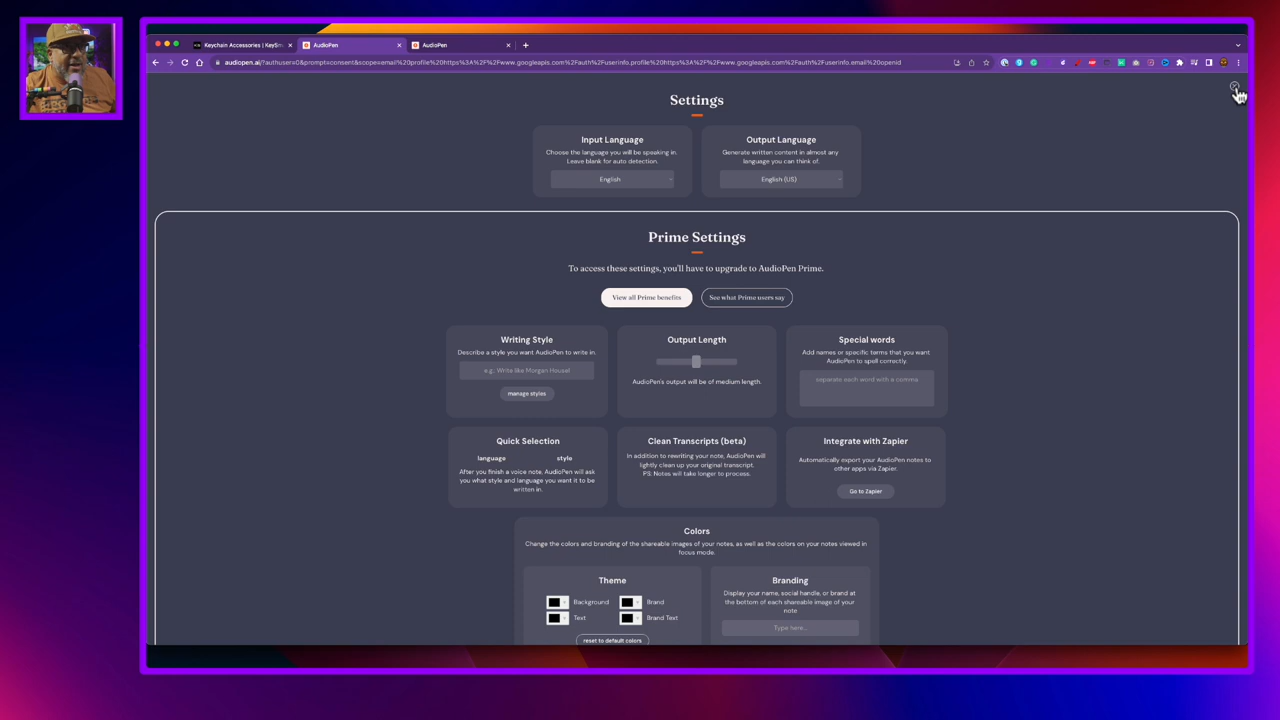 Keychain Accessories | KeySm
AudioPen
AudioPen
audiopen.ai/?authuser=0&prompt=consent&scope=email%20profile%20https%3A%2F%2Fwww.googleapis.com%2Fauth%2Fuserinfo.profile%20https%3A%2F%2Fwww.googleapis.com%2Fauth%2Fuserinfo.email%20openid
Settings
Input Language
Choose the language you will be speaking in.
Leave blank for auto detection.
English
Output Language
Generate written content in almost any
language you can think of.
English (US)
Prime Settings
To access these settings, you'll have to upgrade to AudioPen Prime.
View all Prime benefits
See what Prime users say
Writing Style
Describe a style you want AudioPen to write in.
e.g.: Write like Morgan Housel
manage styles
Output Length
AudioPen's output will be of medium length.
Special words
Add names or specific terms that you want
AudioPen to spell correctly.
separate each word with a comma
Quick Selection
language style
After you finish a voice note, AudioPen will ask
you what style and language you want it to be
written in.
Clean Transcripts (beta)
In addition to rewriting your note, AudioPen will
lightly clean up your original transcript.
PS: Notes will take longer to process.
Integrate with Zapier
Automatically export your AudioPen notes to
other apps via Zapier.
Go to Zapier
Colors
Change the colors and branding of the shareable images of your notes, as well as the colors on your notes viewed in
focus mode.
Theme
Background Brand
Text Brand Text
reset to default colors
Branding
Display your name, social handle, or brand at
the bottom of each shareable image of your
note
Type here...